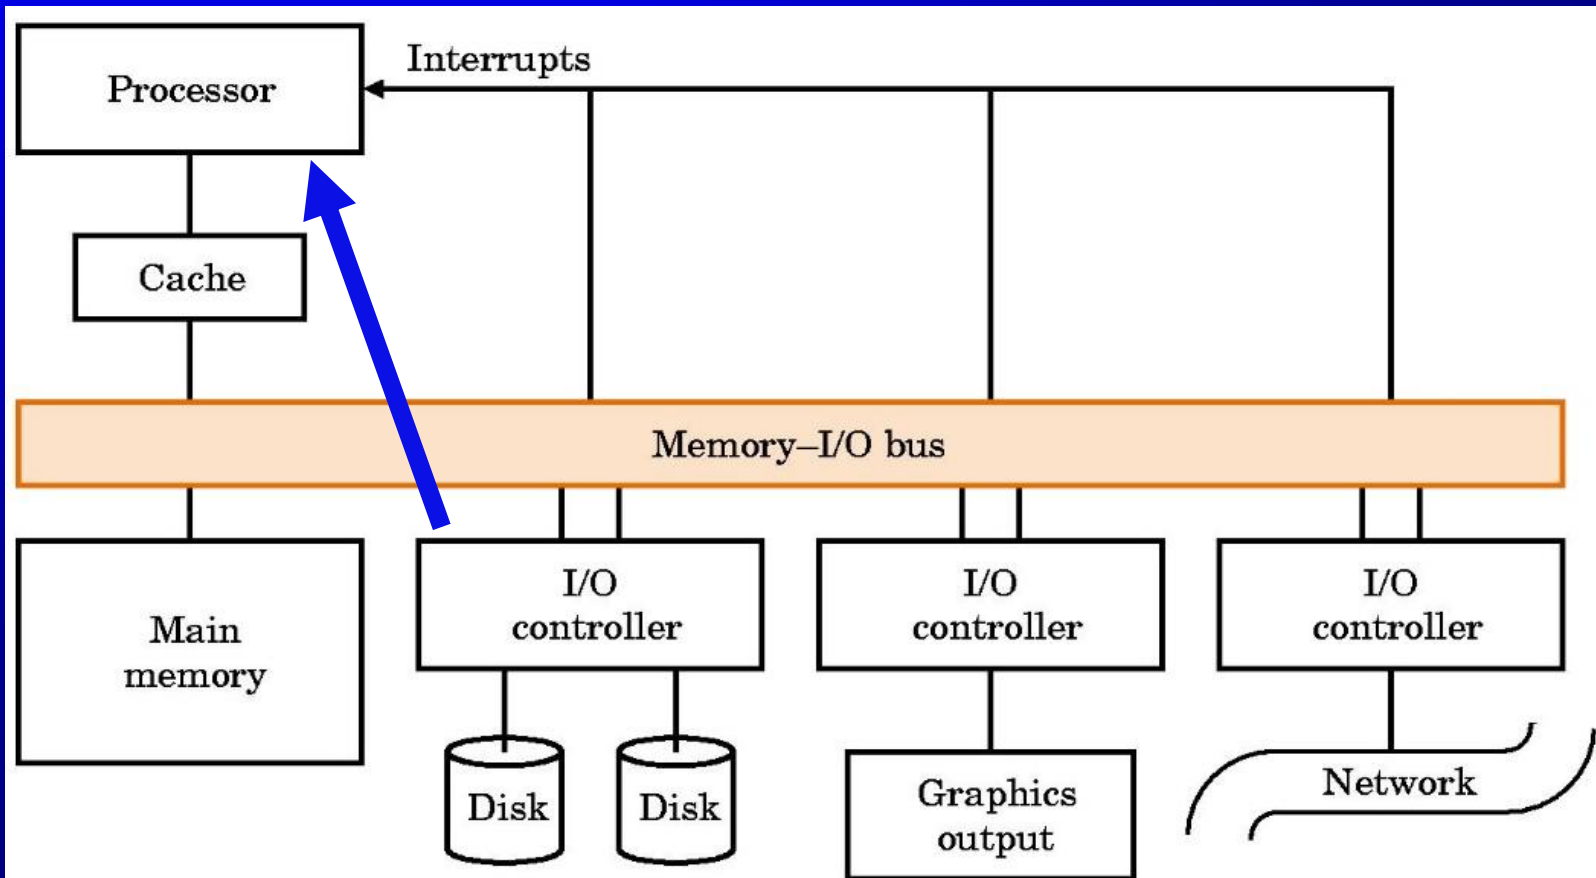 Interrupts
Processor
Cache
Memory–I/O bus
Main
memory
I/O
controller
I/O
controller
I/O
controller
Disk
Disk
Graphics
output
Network